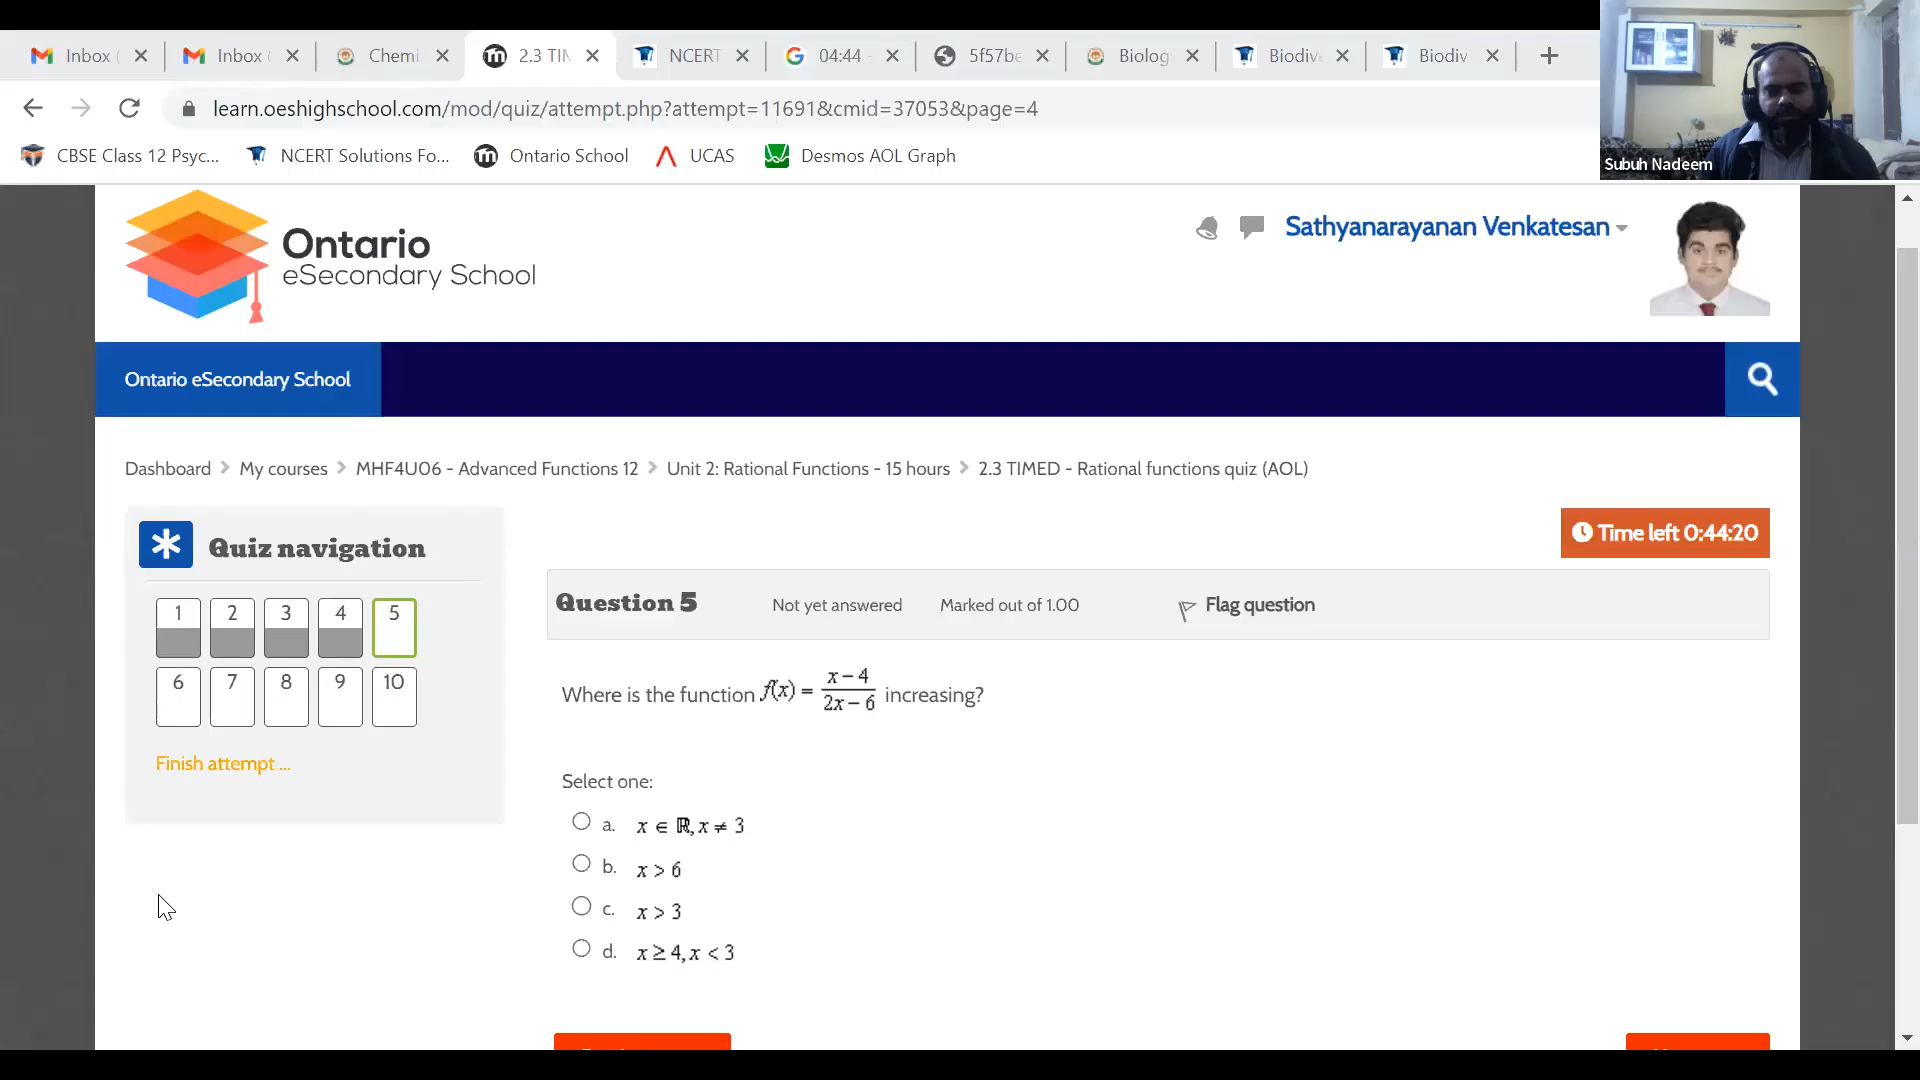 Inbox (
Inbox (
Chemi
2.3 TIM
NCERT
04:44 -
5f57be
Biolog
Biodiv
Biodiv
learn.oeshighschool.com/mod/quiz/attempt.php?attempt=11691&cmid=37053&page=4
CBSE Class 12 Psyc...
NCERT Solutions Fo...
Ontario School
UCAS
Desmos AOL Graph
Subuh Nadeem
Ontario
eSecondary School
Sathyanarayanan Venkatesan
Ontario eSecondary School
Dashboard > My courses > MHF4U06 - Advanced Functions 12 > Unit 2: Rational Functions - 15 hours > 2.3 TIMED - Rational functions quiz (AOL)
Time left 0:44:20
Quiz navigation
1 2 3 4 5
6 7 8 9 10
Finish attempt ...
Question 5 Not yet answered Marked out of 1.00 Flag question
Where is the function f(x) = (x – 4)/(2x – 6) increasing?
Select one:
a. x ∈ ℝ, x ≠ 3
b. x > 6
c. x > 3
d. x ≥ 4, x < 3